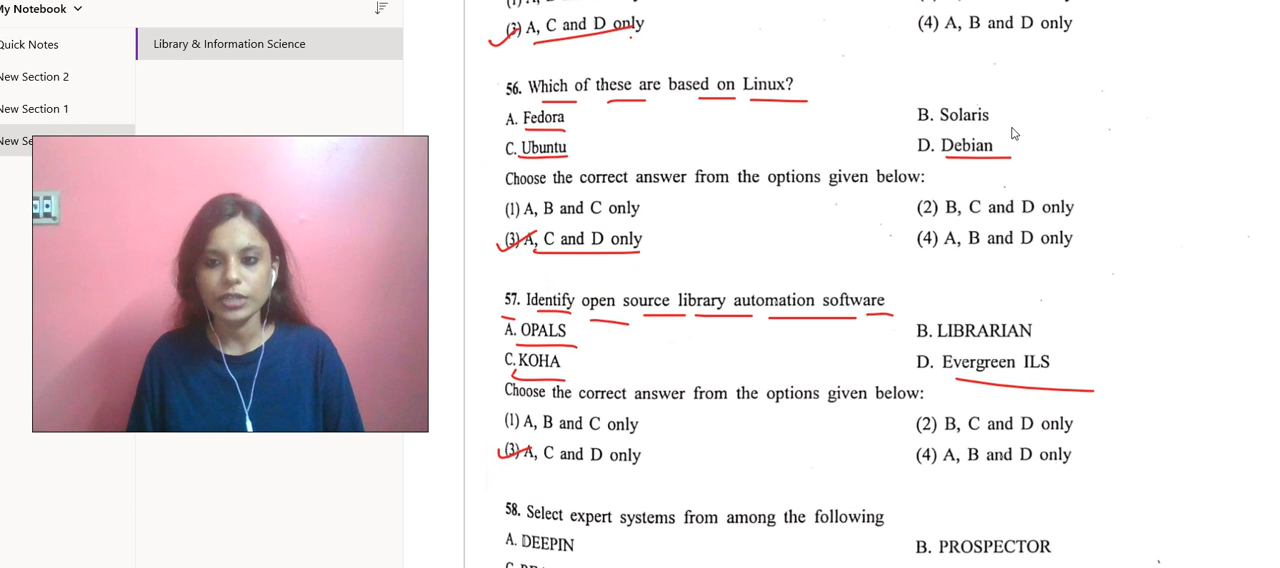 My Notebook
Quick Notes
Library & Information Science
New Section 2
New Section 1
New Se
(3) A, C and D only
(4) A, B and D only
56. Which of these are based on Linux?
A. Fedora
B. Solaris
C. Ubuntu
D. Debian
Choose the correct answer from the options given below:
(1) A, B and C only
(2) B, C and D only
(3) A, C and D only
(4) A, B and D only
57. Identify open source library automation software
A. OPALS
B. LIBRARIAN
C. KOHA
D. Evergreen ILS
Choose the correct answer from the options given below:
(1) A, B and C only
(2) B, C and D only
(3) A, C and D only
(4) A, B and D only
58. Select expert systems from among the following
A. DEEPIN
B. PROSPECTOR